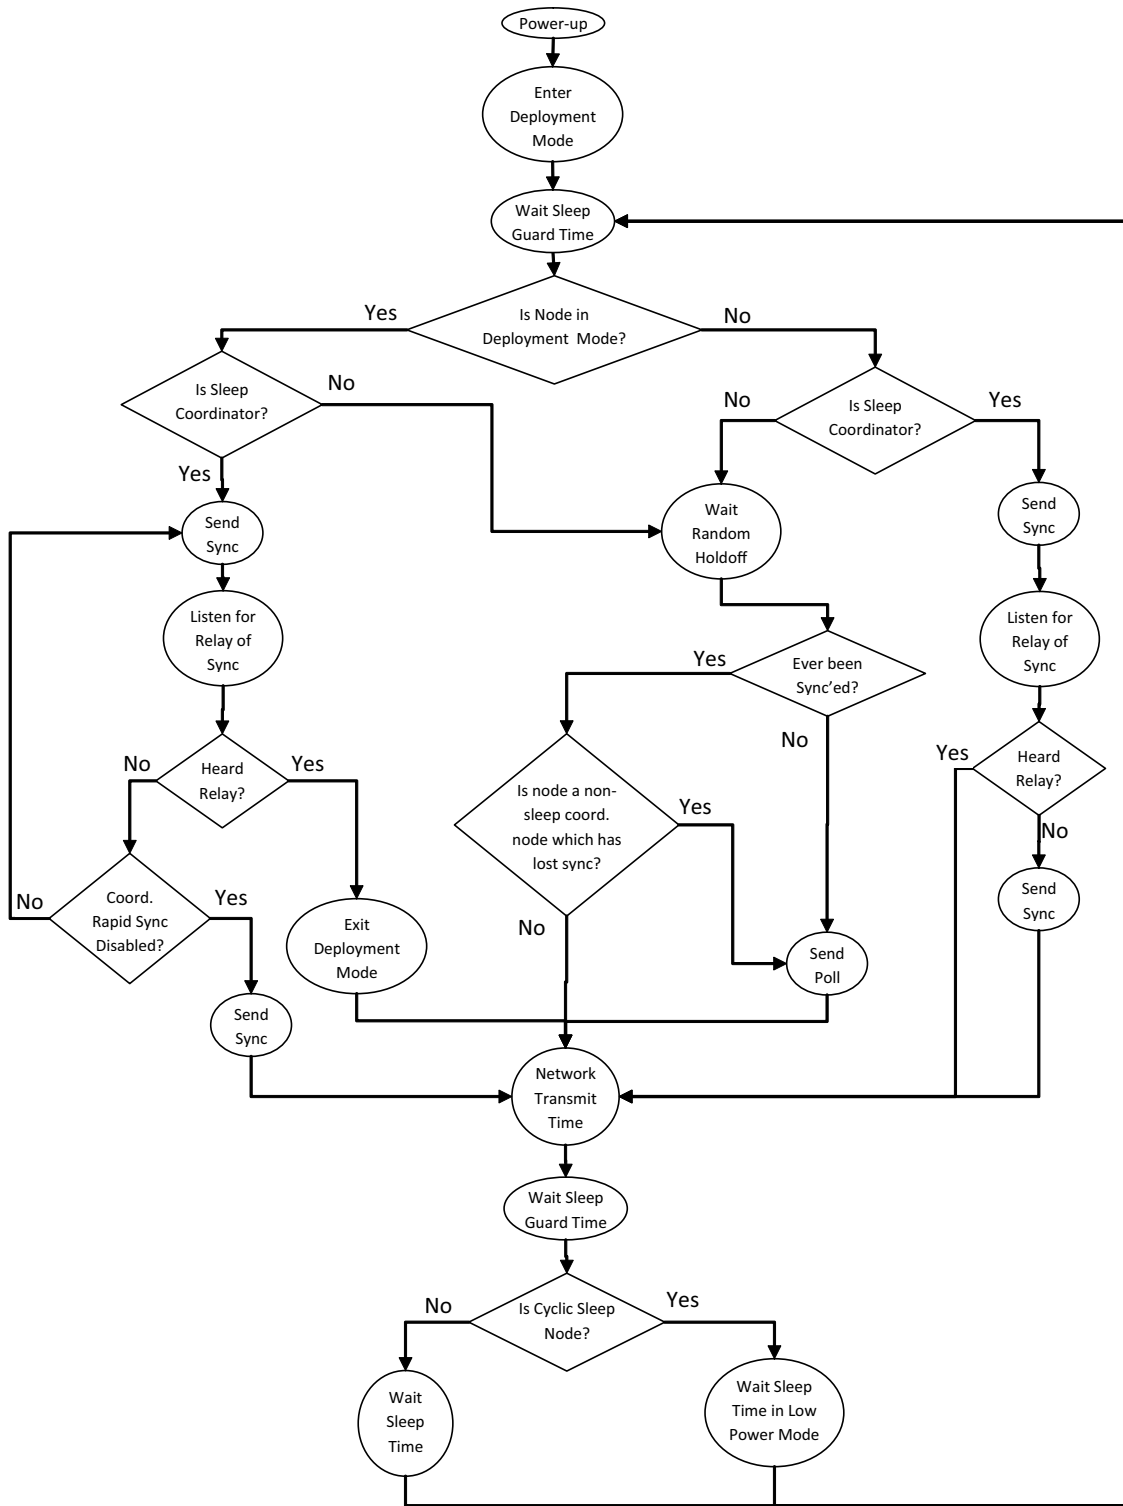 Power-up
Enter
Deployment
Mode
Wait Sleep
Guard Time
Is Node in
Deployment Mode?
Yes
No
Is Sleep
Coordinator?
No
Yes
Is Sleep
Coordinator?
No
Yes
Send
Sync
Wait
Random
Holdoff
Send
Sync
Listen for
Relay of
Sync
Listen for
Relay of
Sync
Ever been
Sync'ed?
Yes
No
Heard
Relay?
No
Yes
Is node a non-
sleep coord.
node which has
lost sync?
Yes
No
Heard
Relay?
Yes
No
Coord.
Rapid Sync
Disabled?
No
Yes
Exit
Deployment
Mode
Send
Poll
Send
Sync
Send
Sync
Network
Transmit
Time
Wait Sleep
Guard Time
Is Cyclic Sleep
Node?
No
Yes
Wait
Sleep
Time
Wait Sleep
Time in Low
Power Mode